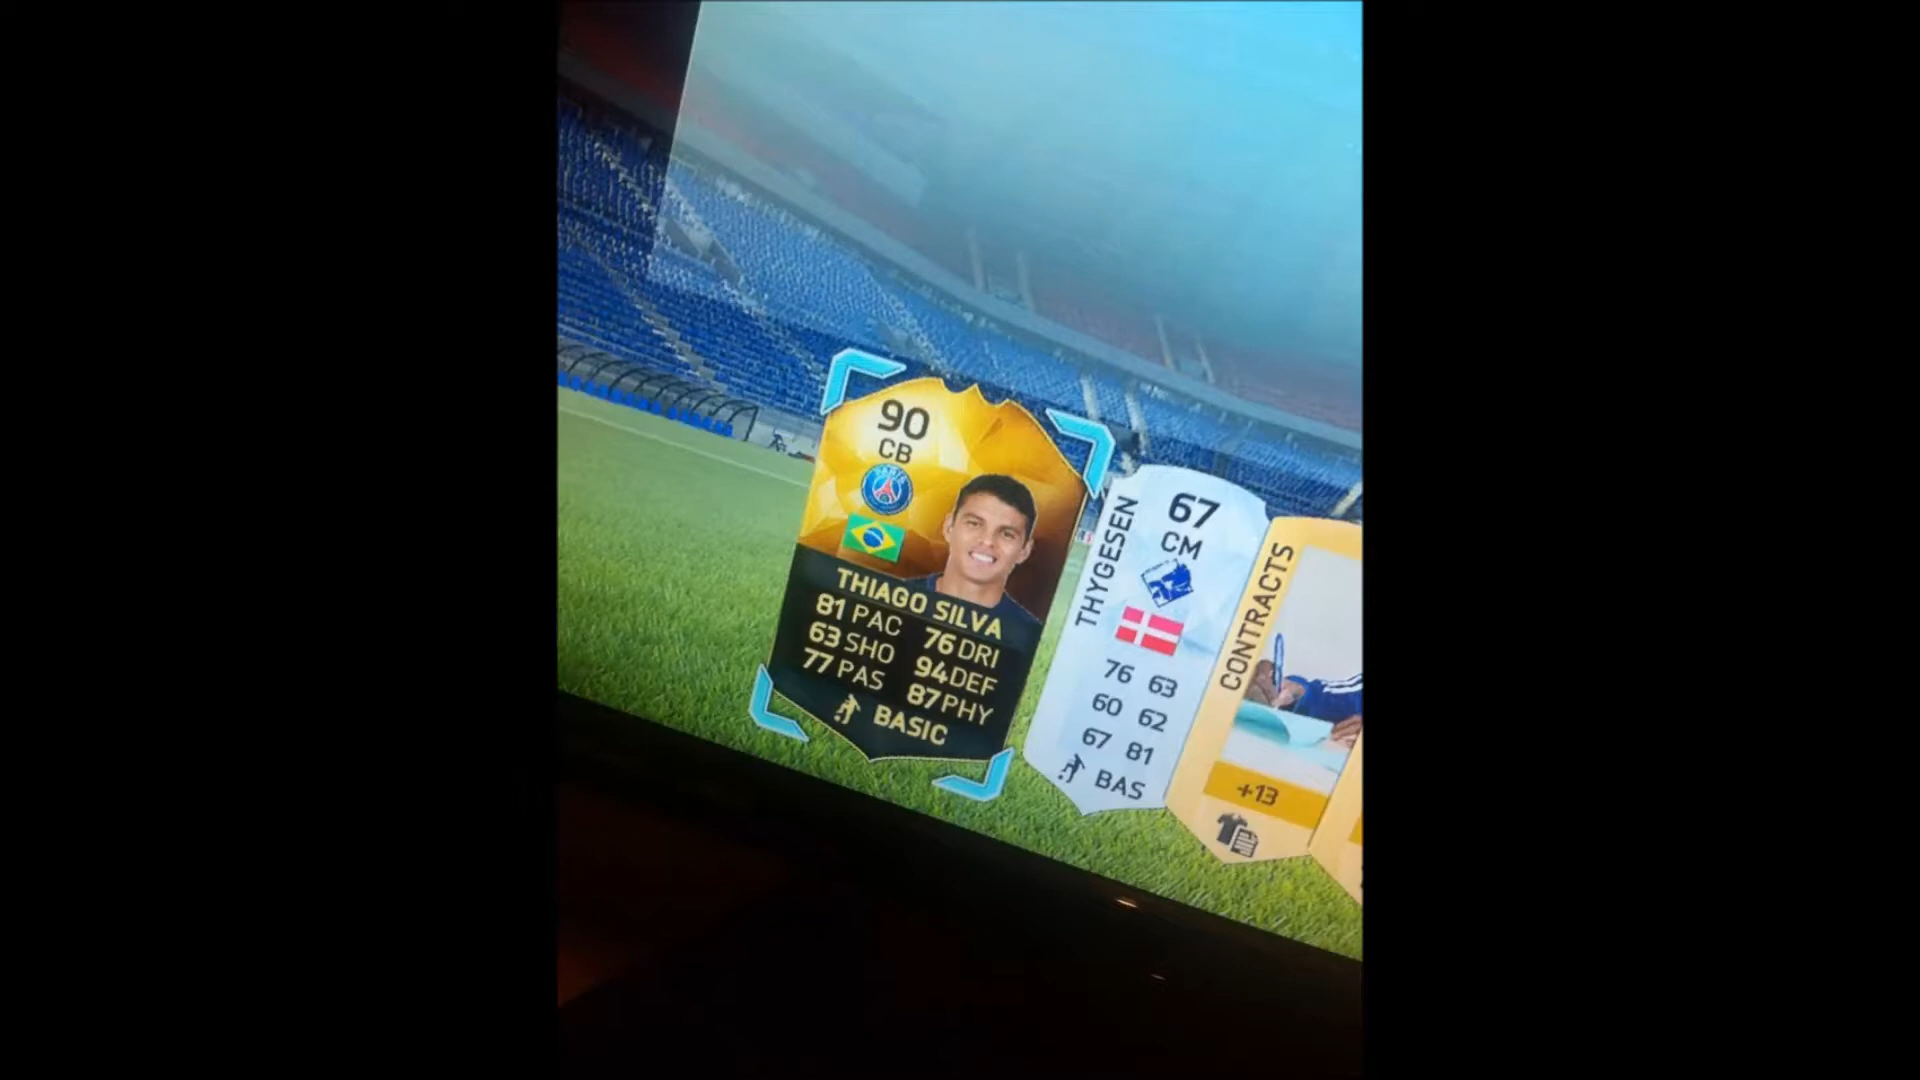 90
CB
PARIS
THIAGO SILVA
81 PAC 76 DRI
63 SHO 94 DEF
77 PAS 87 PHY
BASIC
THYGESEN
67
CM
76 63
60 62
67 81
BAS
CONTRACTS
+13